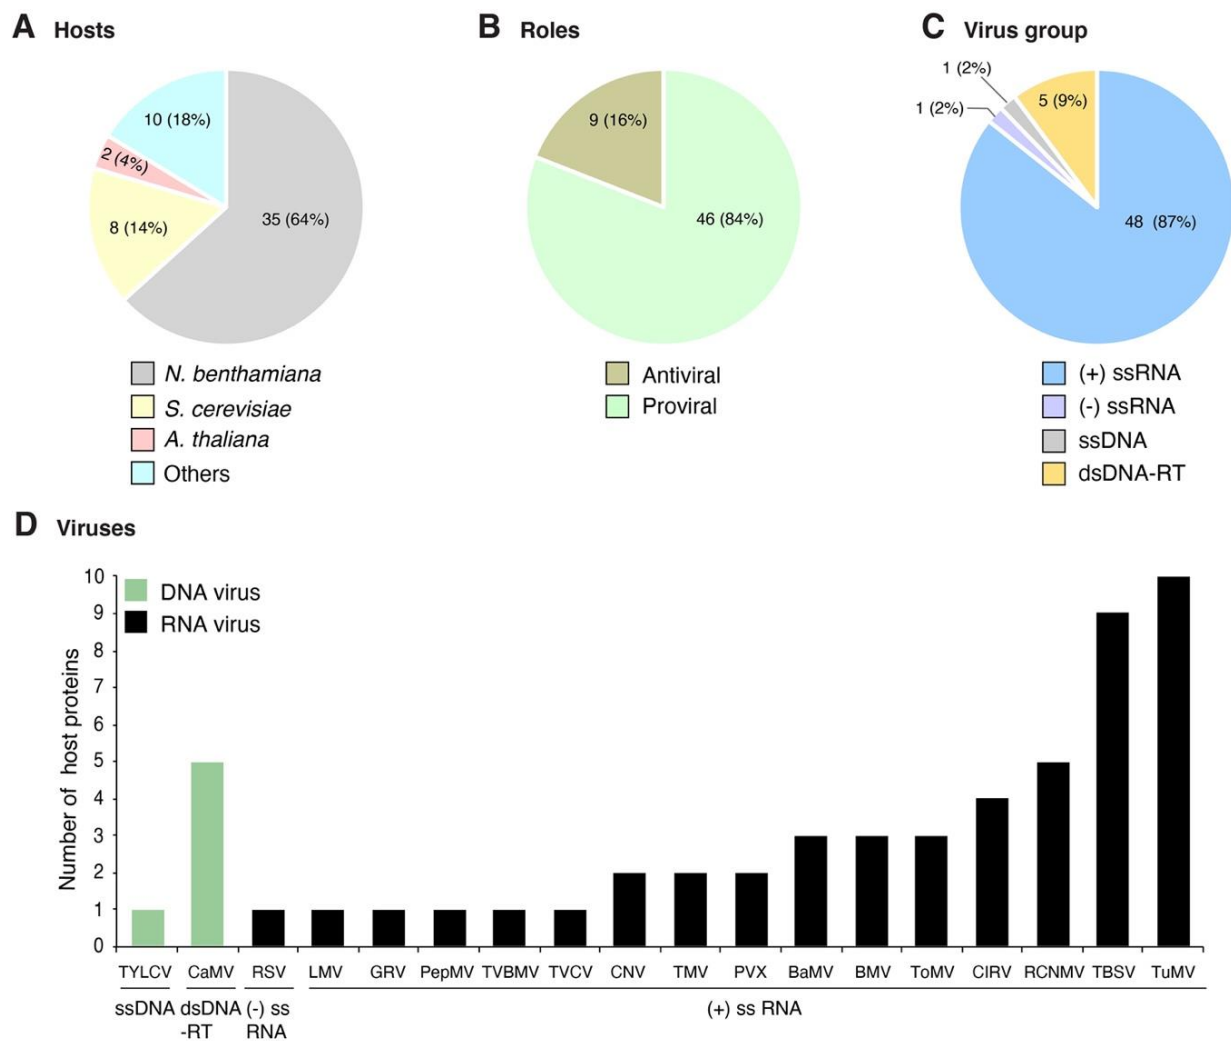 A Hosts
10 (18%)
2 (4%)
8 (14%)
35 (64%)
N. benthamiana
S. cerevisiae
A. thaliana
Others
B Roles
9 (16%)
46 (84%)
Antiviral
Proviral
C Virus group
1 (2%)
1 (2%)
5 (9%)
48 (87%)
(+) ssRNA
(-) ssRNA
ssDNA
dsDNA-RT
D Viruses
Number of host proteins
10
9
8
7
6
5
4
3
2
1
0
DNA virus
RNA virus
TYLCV CaMV RSV LMV GRV PepMV TVBMV TVCV CNV TMV PVX BaMV BMV ToMV CIRV RCNMV TBSV TuMV
ssDNA dsDNA (-) ss (+) ss RNA
-RT RNA